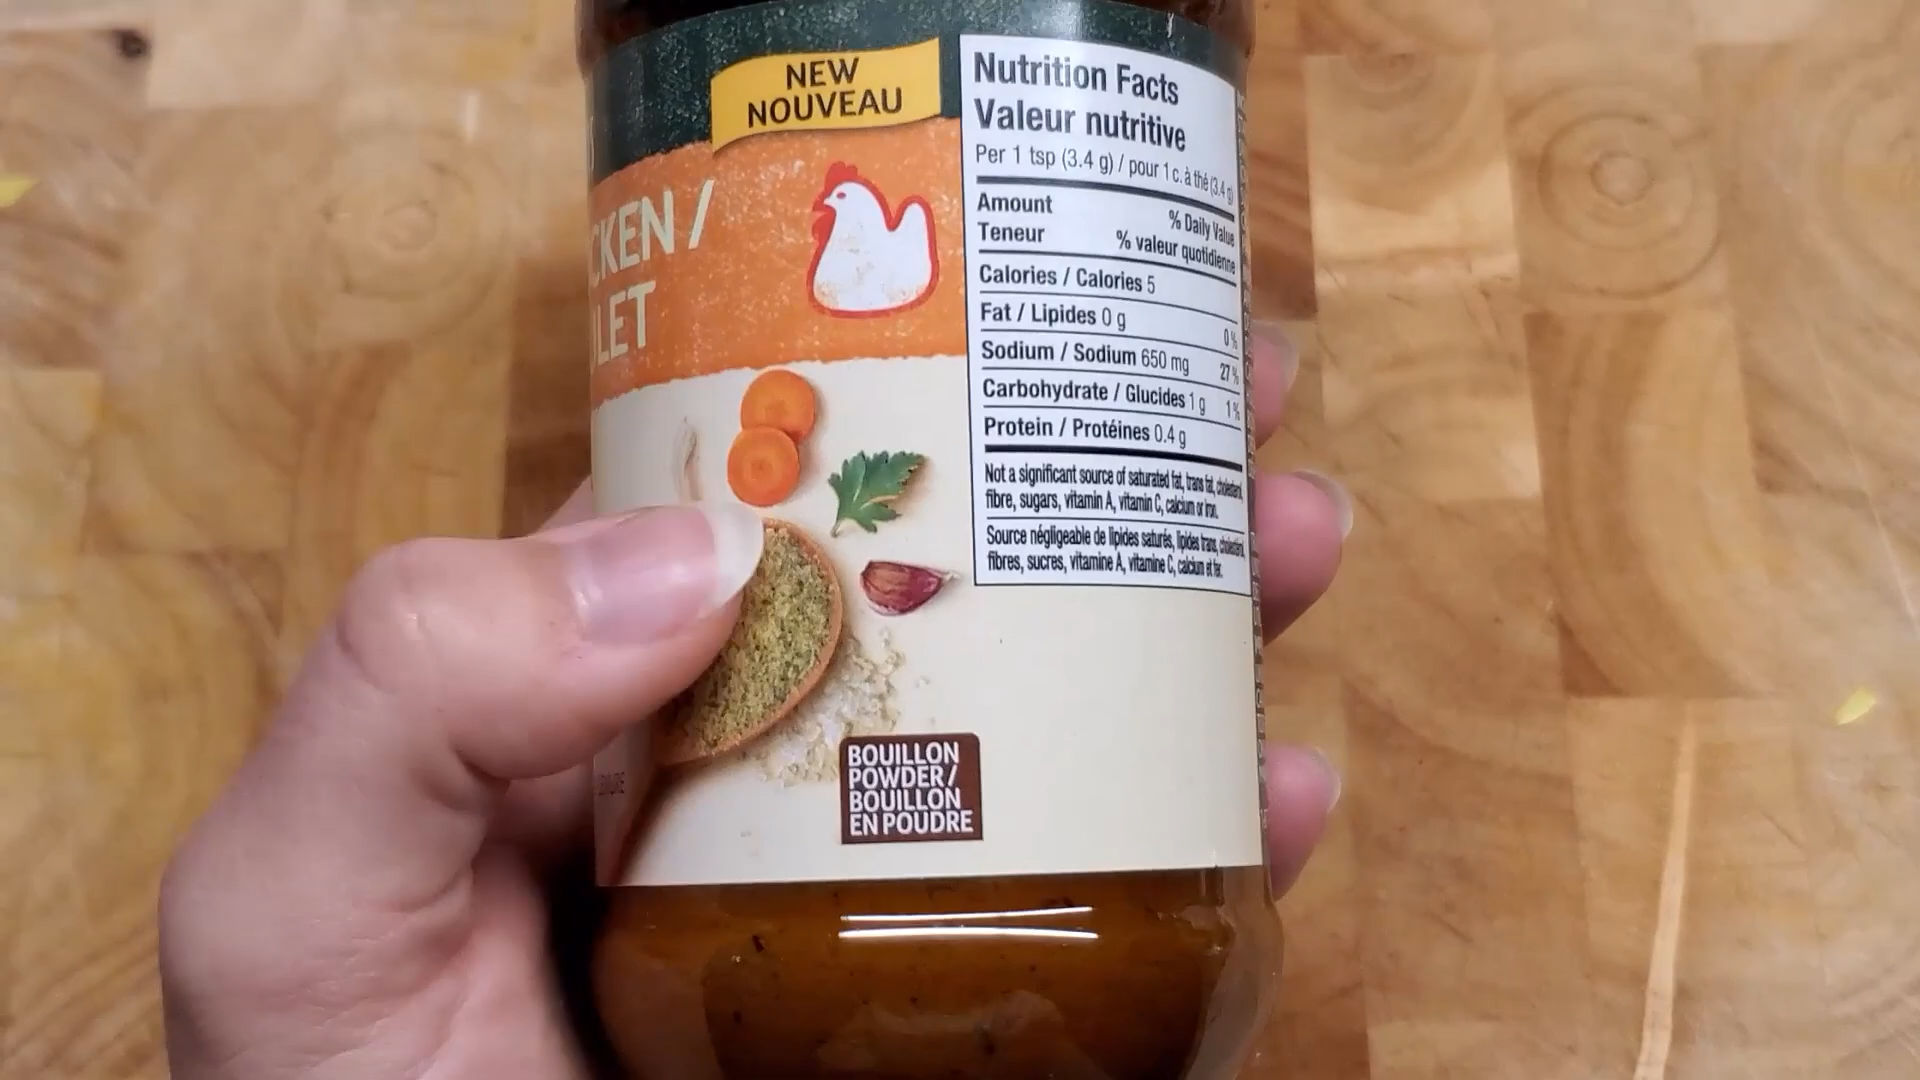 NEW
NOUVEAU
CKEN /
LET
Nutrition Facts
Valeur nutritive
Per 1 tsp (3.4 g) / pour 1 c. à thé (3.4 g)
Amount
Teneur
% Daily Value
% valeur quotidienne
Calories / Calories 5
Fat / Lipides 0 g 0 %
Sodium / Sodium 650 mg 27 %
Carbohydrate / Glucides 1 g 1 %
Protein / Protéines 0.4 g
Not a significant source of saturated fat, trans fat, cholesterol,
fibre, sugars, vitamin A, vitamin C, calcium or iron.
Source négligeable de lipides saturés, lipides trans, cholestérol,
fibres, sucres, vitamine A, vitamine C, calcium et fer.
BOUILLON
POWDER /
BOUILLON
EN POUDRE